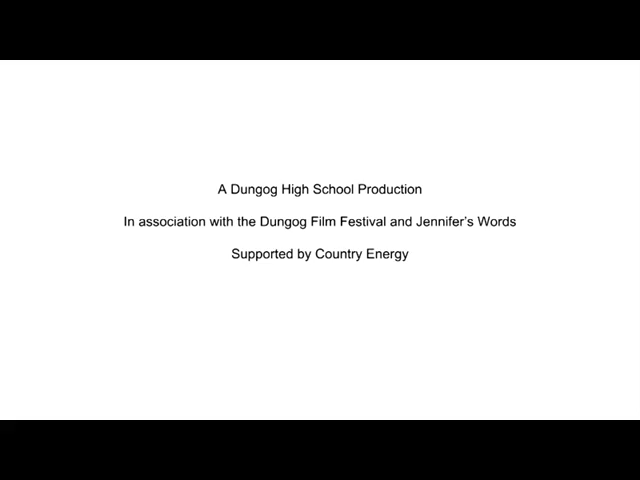 A Dungog High School Production
In association with the Dungog Film Festival and Jennifer's Words
Supported by Country Energy